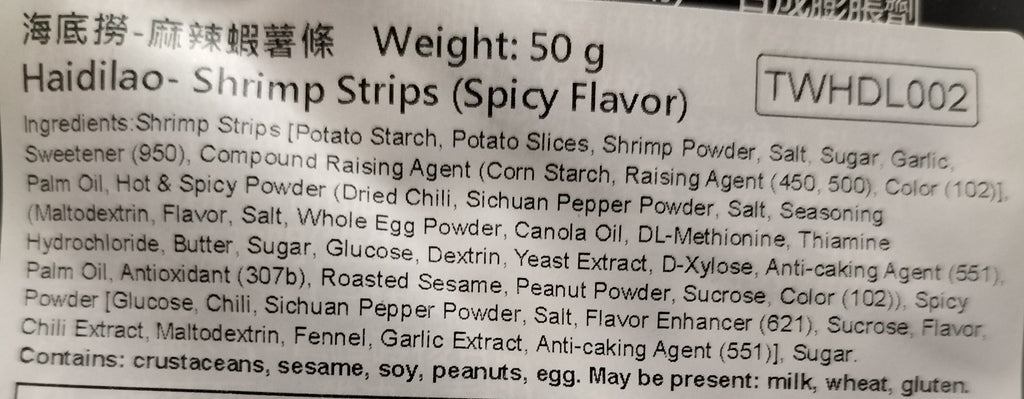 海底撈-麻辣蝦薯條 Weight: 50 g
Haidilao- Shrimp Strips (Spicy Flavor)
TWHDL002
Ingredients:Shrimp Strips [Potato Starch, Potato Slices, Shrimp Powder, Salt, Sugar, Garlic,
Sweetener (950), Compound Raising Agent (Corn Starch, Raising Agent (450, 500), Color (102)],
Palm Oil, Hot & Spicy Powder (Dried Chili, Sichuan Pepper Powder, Salt, Seasoning
(Maltodextrin, Flavor, Salt, Whole Egg Powder, Canola Oil, DL-Methionine, Thiamine
Hydrochloride, Butter, Sugar, Glucose, Dextrin, Yeast Extract, D-Xylose, Anti-caking Agent (551),
Palm Oil, Antioxidant (307b), Roasted Sesame, Peanut Powder, Sucrose, Color (102)), Spicy
Powder [Glucose, Chili, Sichuan Pepper Powder, Salt, Flavor Enhancer (621), Sucrose, Flavor,
Chili Extract, Maltodextrin, Fennel, Garlic Extract, Anti-caking Agent (551)], Sugar.
Contains: crustaceans, sesame, soy, peanuts, egg. May be present: milk, wheat, gluten.